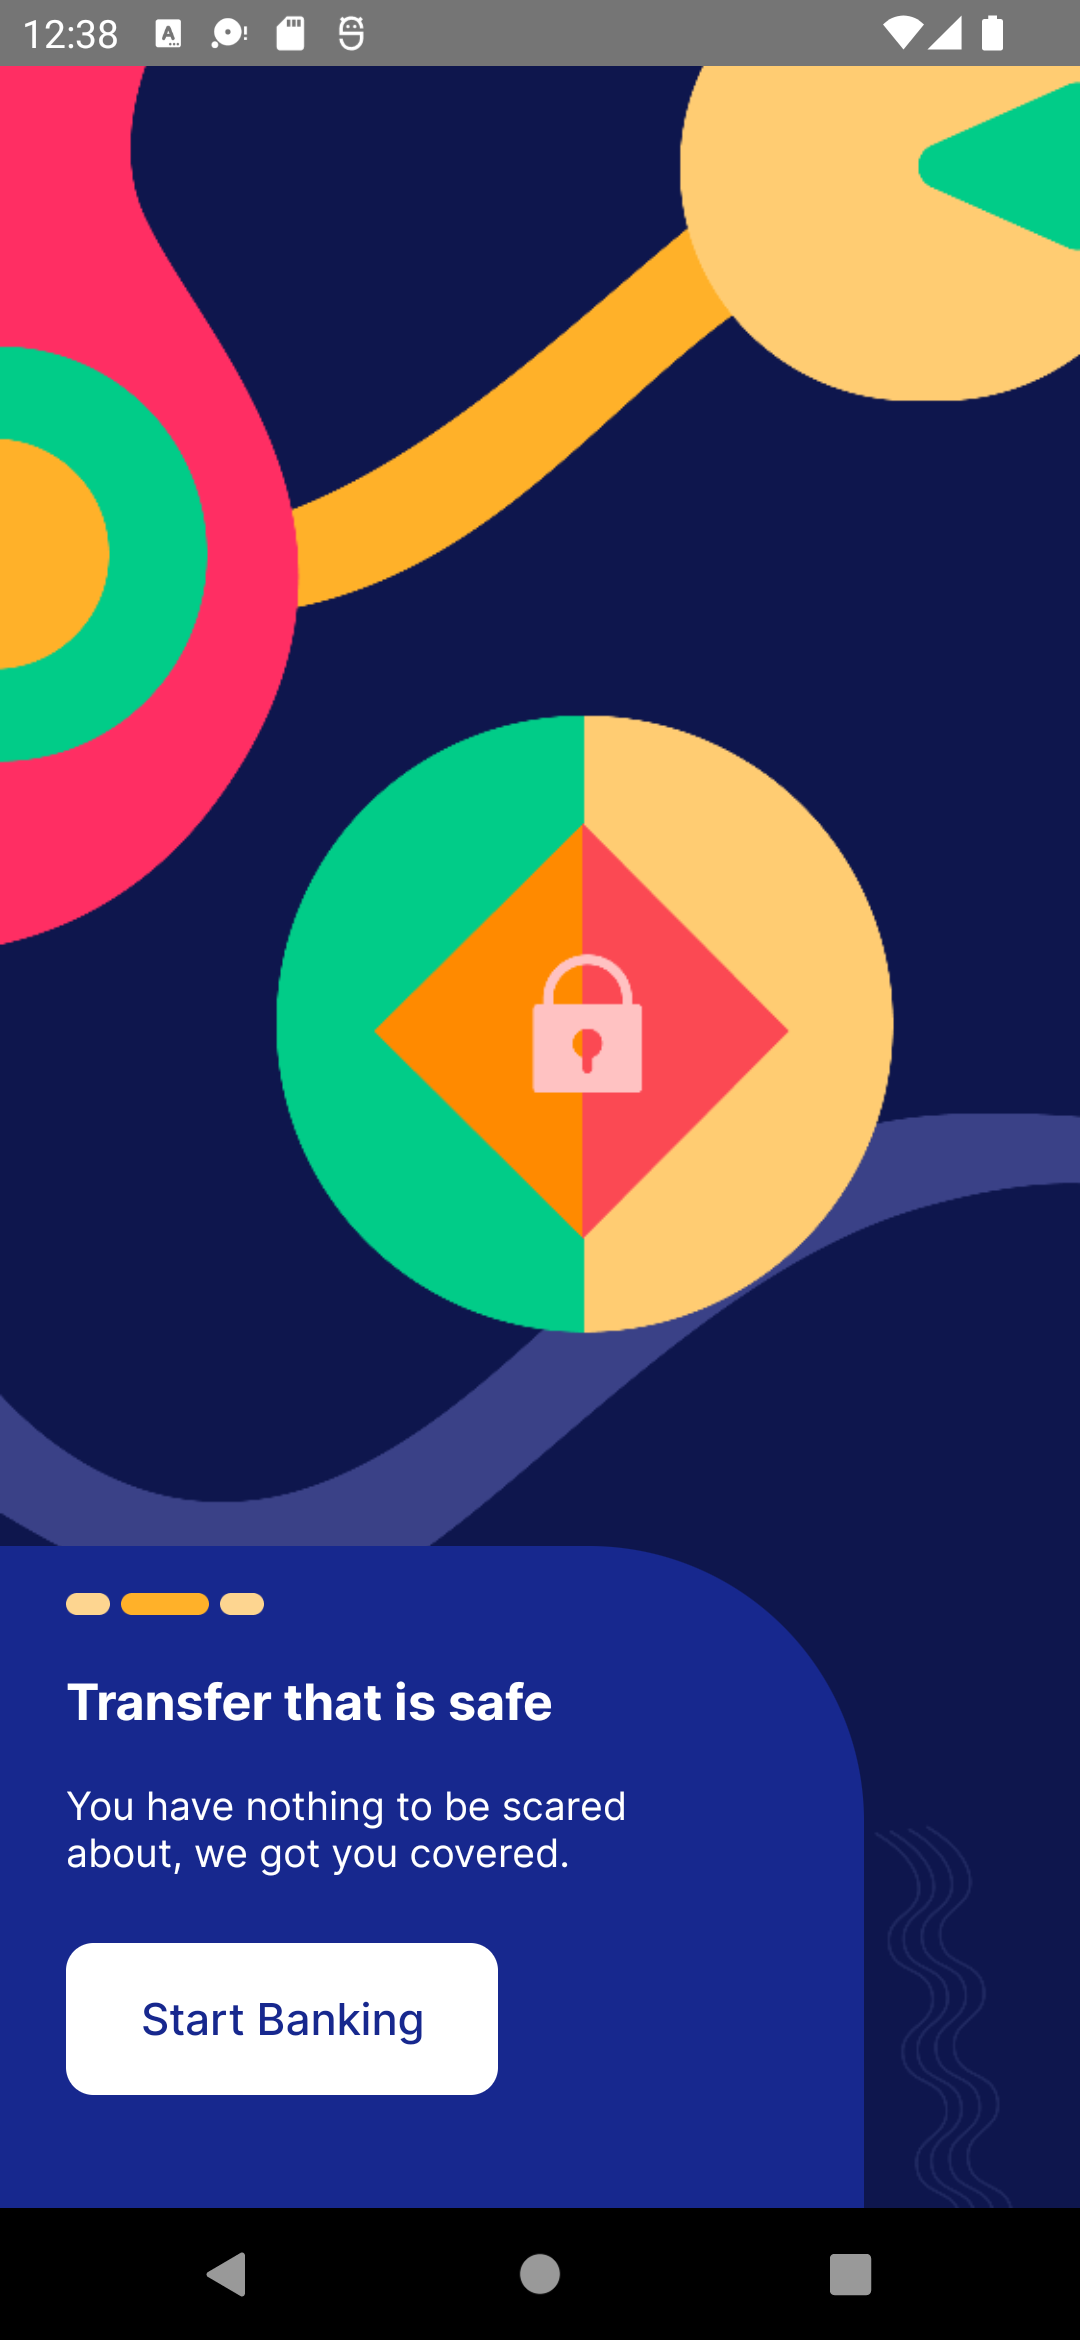 12:38
Transfer that is safe
You have nothing to be scared
about, we got you covered.
Start Banking